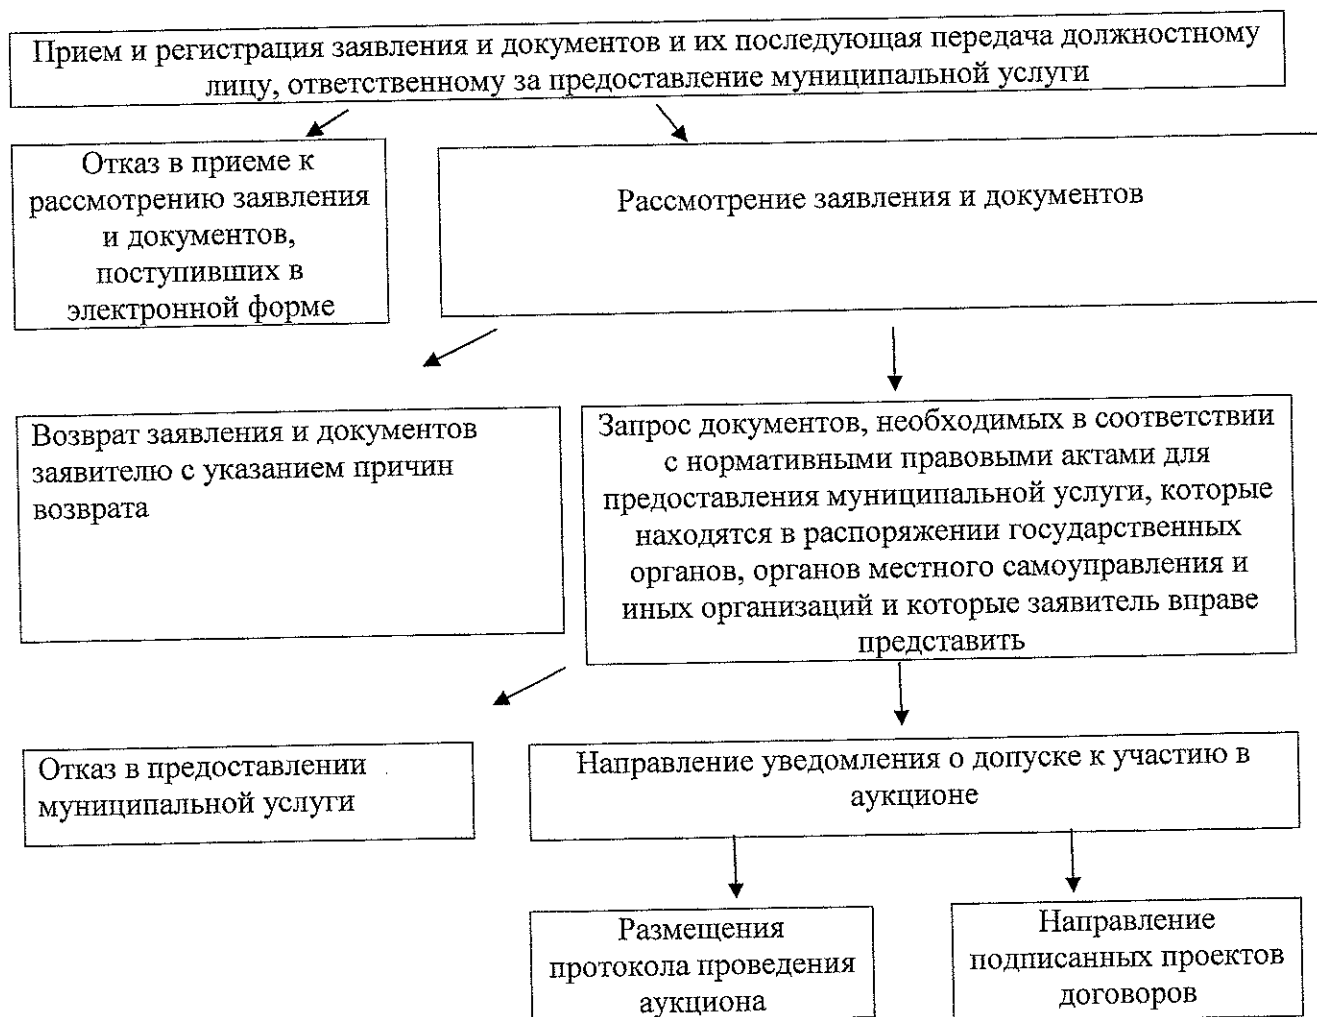 Прием и регистрация заявления и документов и их последующая передача должностному
лицу, ответственному за предоставление муниципальной услуги
Отказ в приеме к
рассмотрению заявления
и документов,
поступивших в
электронной форме
Рассмотрение заявления и документов
Возврат заявления и документов
заявителю с указанием причин
возврата
Запрос документов, необходимых в соответствии
с нормативными правовыми актами для
предоставления муниципальной услуги, которые
находятся в распоряжении государственных
органов, органов местного самоуправления и
иных организаций и которые заявитель вправе
представить
Отказ в предоставлении
муниципальной услуги
Направление уведомления о допуске к участию в
аукционе
Размещения
протокола проведения
аукциона
Направление
подписанных проектов
договоров